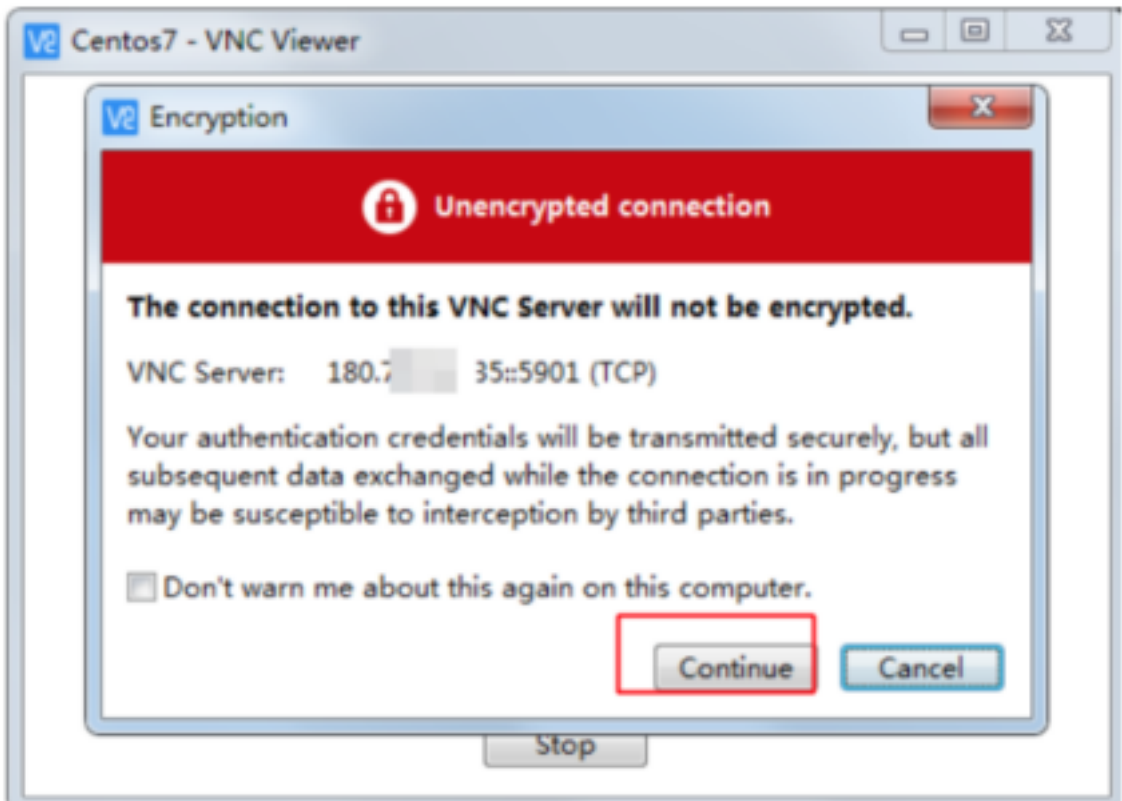 Centos7 - VNC Viewer
Encryption
Unencrypted connection
The connection to this VNC Server will not be encrypted.
VNC Server: 180.7 35::5901 (TCP)
Your authentication credentials will be transmitted securely, but all
subsequent data exchanged while the connection is in progress
may be susceptible to interception by third parties.
Don't warn me about this again on this computer.
Continue Cancel
Stop